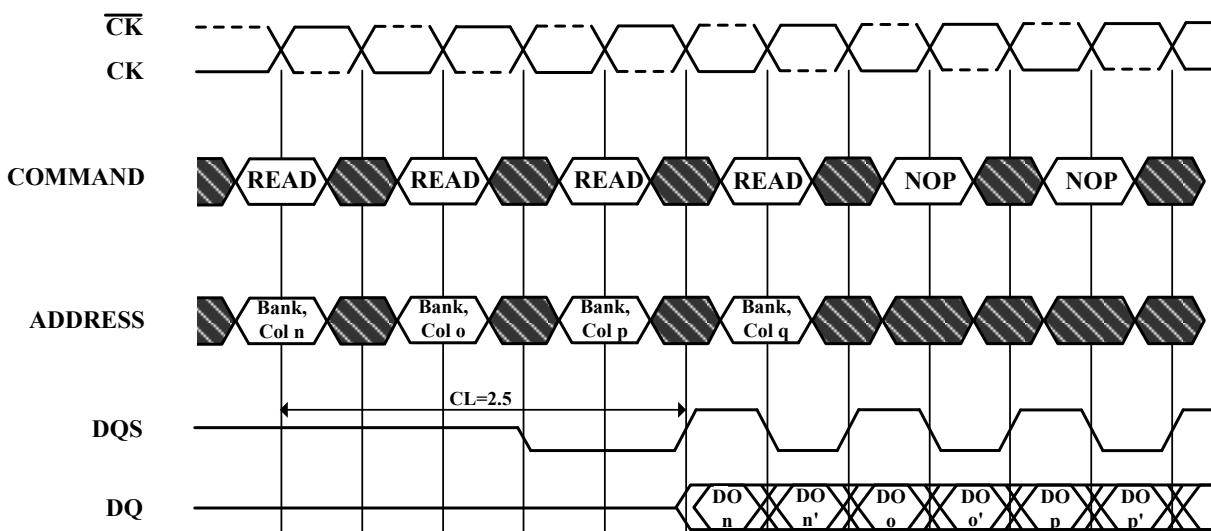 CK
CK
COMMAND READ READ READ READ NOP NOP
ADDRESS Bank, Col n Bank, Col o Bank, Col p Bank, Col q
CL=2.5
DQS
DQ DO n DO n' DO o DO o' DO p DO p'